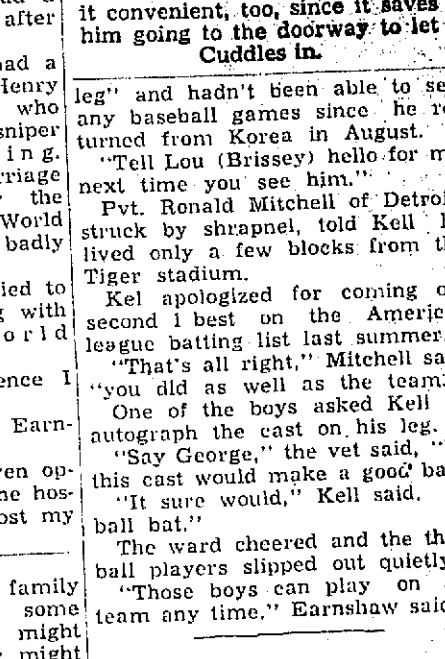 after
had a
Henry
who
sniper
ing.
rriage
the
World
badly
ied to
with
orld
ence I
Earn-
en op-
he hos-
ost my
family
some
might
might
it convenient, too, since it saves
him going to the doorway to let
Cuddles in.
leg" and hadn't been able to se
any baseball games since he r
turned from Korea in August.
"Tell Lou (Brissey) hello for m
next time you see him."
Pvt. Ronald Mitchell of Detroi
struck by shrapnel, told Kell
lived only a few blocks from t
Tiger stadium.
Kel apologized for coming o
second i best on the Americ
league batting list last summer.
"That's all right," Mitchell sa
"you did as well as the team.
One of the boys asked Kell
autograph the cast on his leg.
"Say George," the vet said, "
this cast would make a good ba
"It sure would," Kell said.
ball bat."
The ward cheered and the th
ball players slipped out quietly
"Those boys can play on
team any time," Earnshaw said